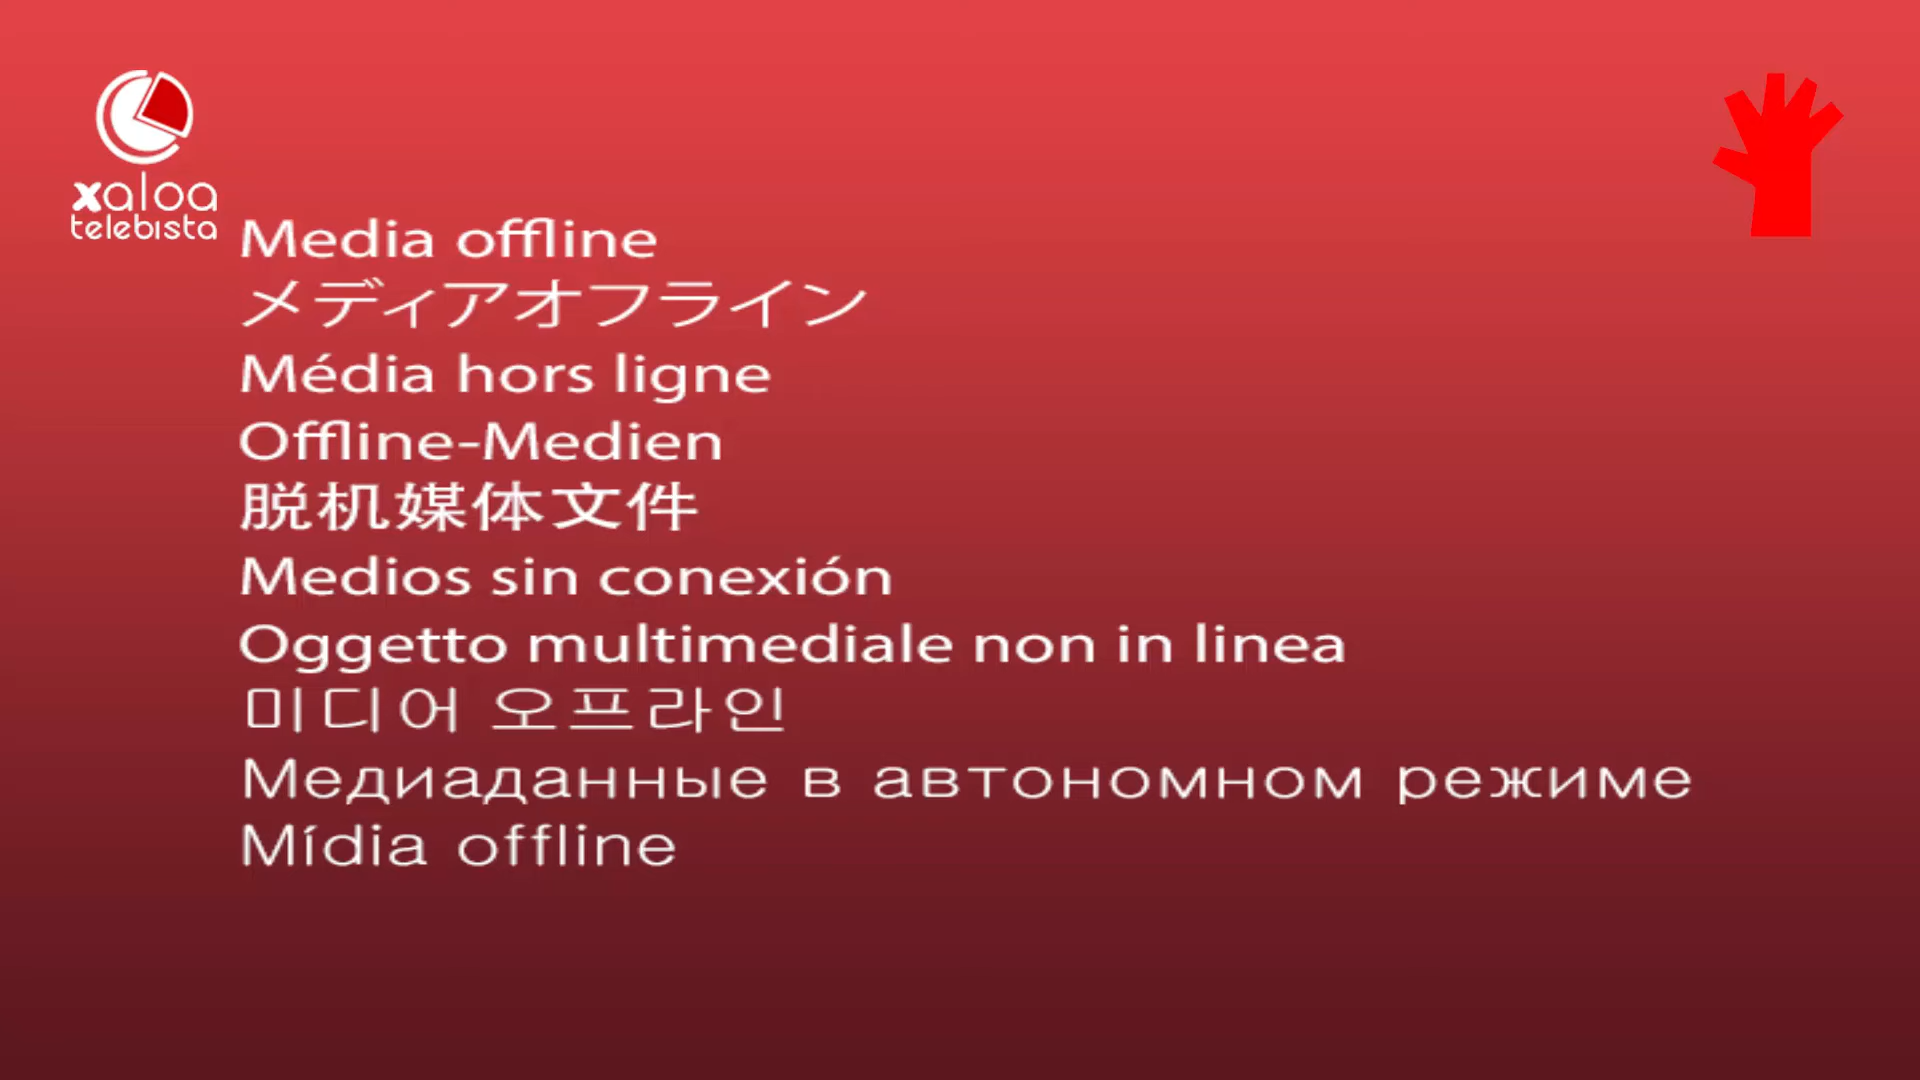 xaloa
telebista
Media offline
メディアオフライン
Média hors ligne
Offline-Medien
脱机媒体文件
Medios sin conexión
Oggetto multimediale non in linea
미디어 오프라인
Медиаданные в автономном режиме
Mídia offline